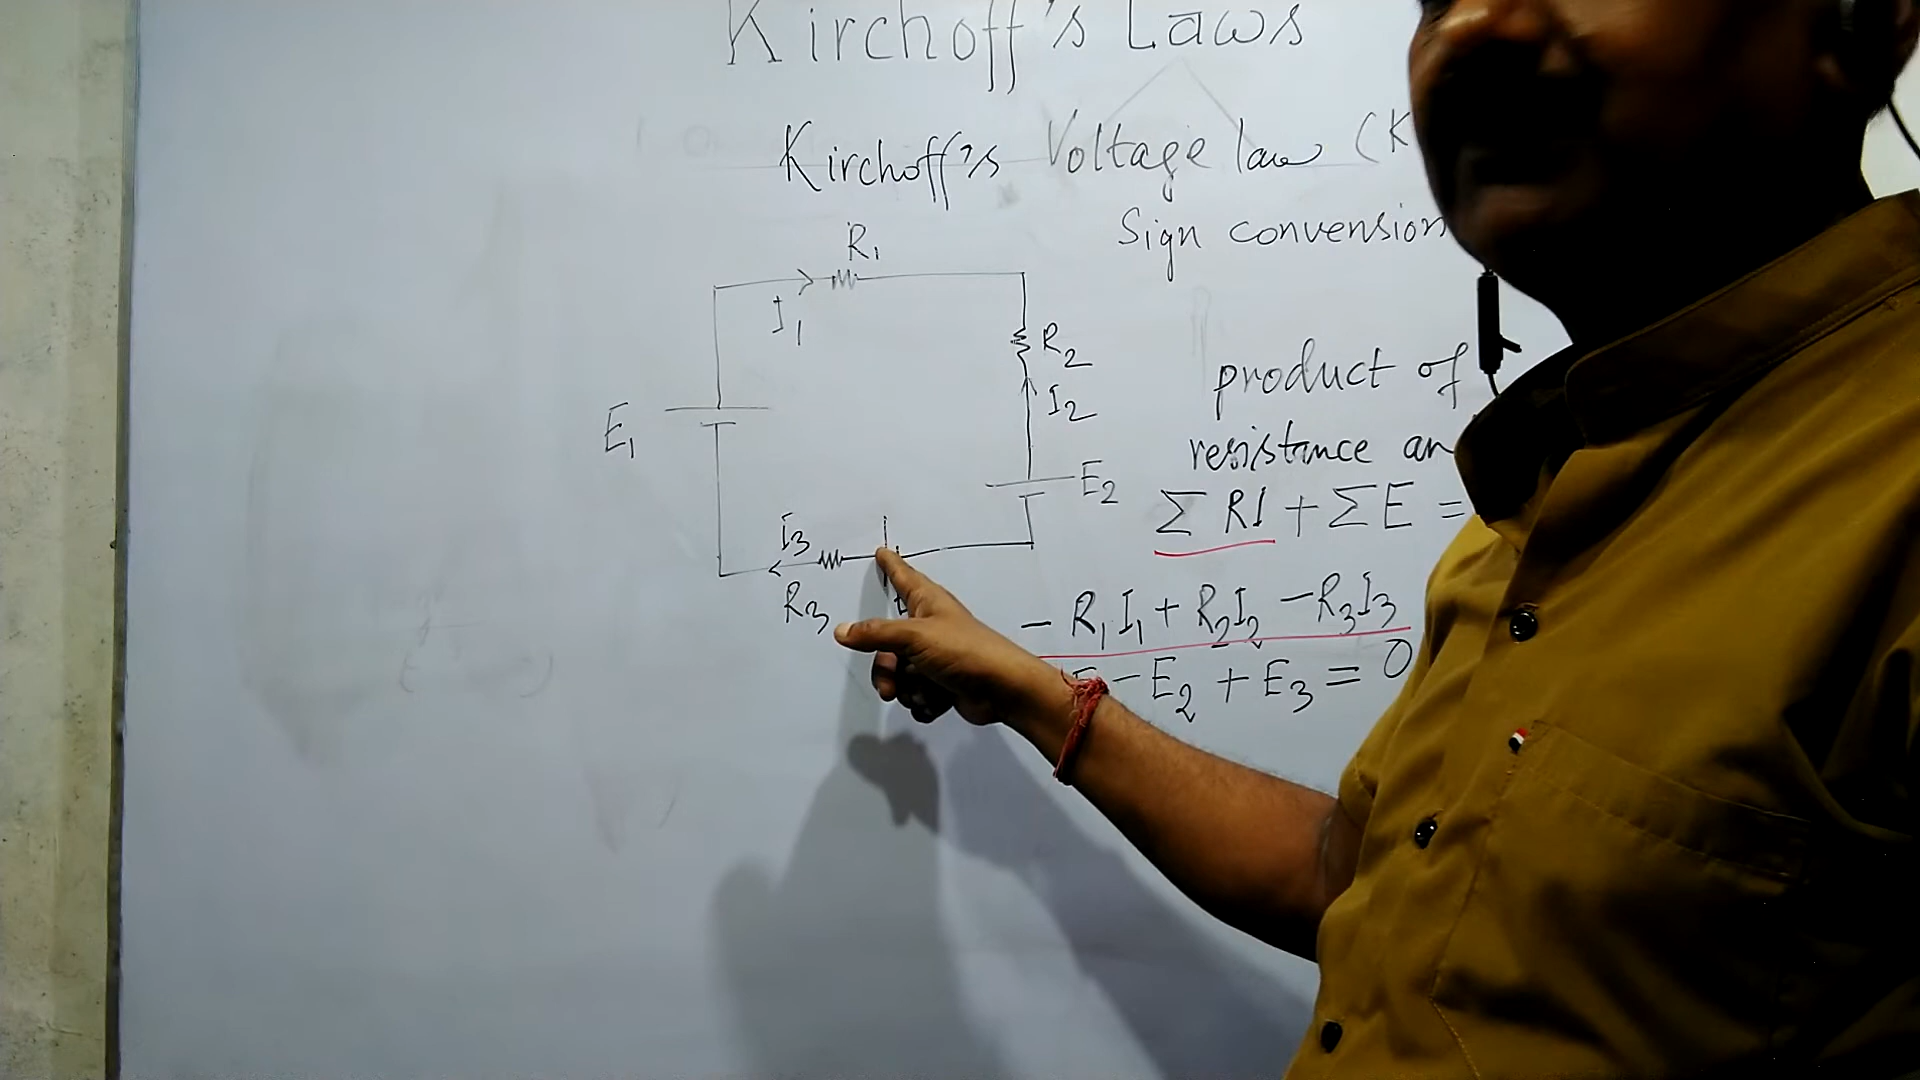 Kirchoff's Laws
Kirchoff's Voltage law (K
Sign convension
R1
I1
R2
I2
E1
E2
I3
R3
product of
resistance an
∑ RI + ∑ E =
- R1I1 + R2I2 - R3I3
- E2 + E3 = 0